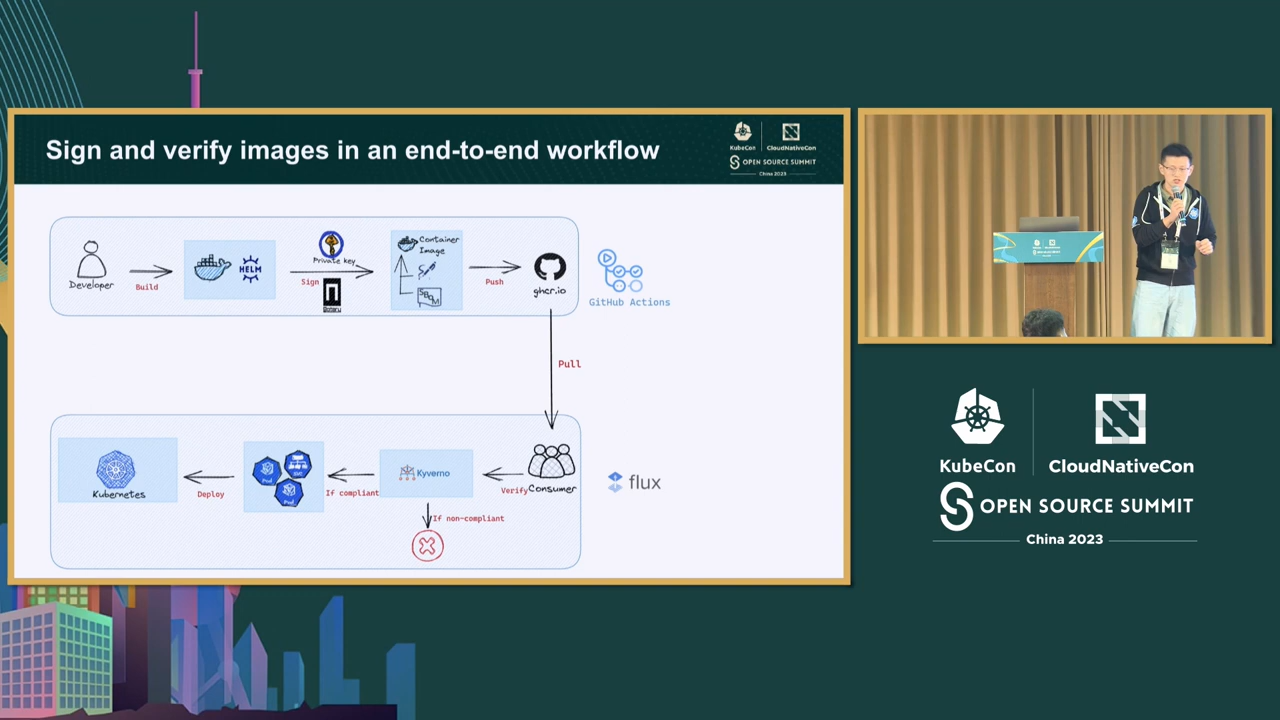 Sign and verify images in an end-to-end workflow
KubeCon
CloudNativeCon
OPEN SOURCE SUMMIT
China 2023
Developer
Build
HELM
Private key
Sign
Container
Image
SBOM
Push
ghcr.io
GitHub Actions
Pull
Kubernetes
Deploy
If compliant
Kyverno
Verify
Consumer
If non-compliant
flux
KubeCon
CloudNativeCon
OPEN SOURCE SUMMIT
China 2023